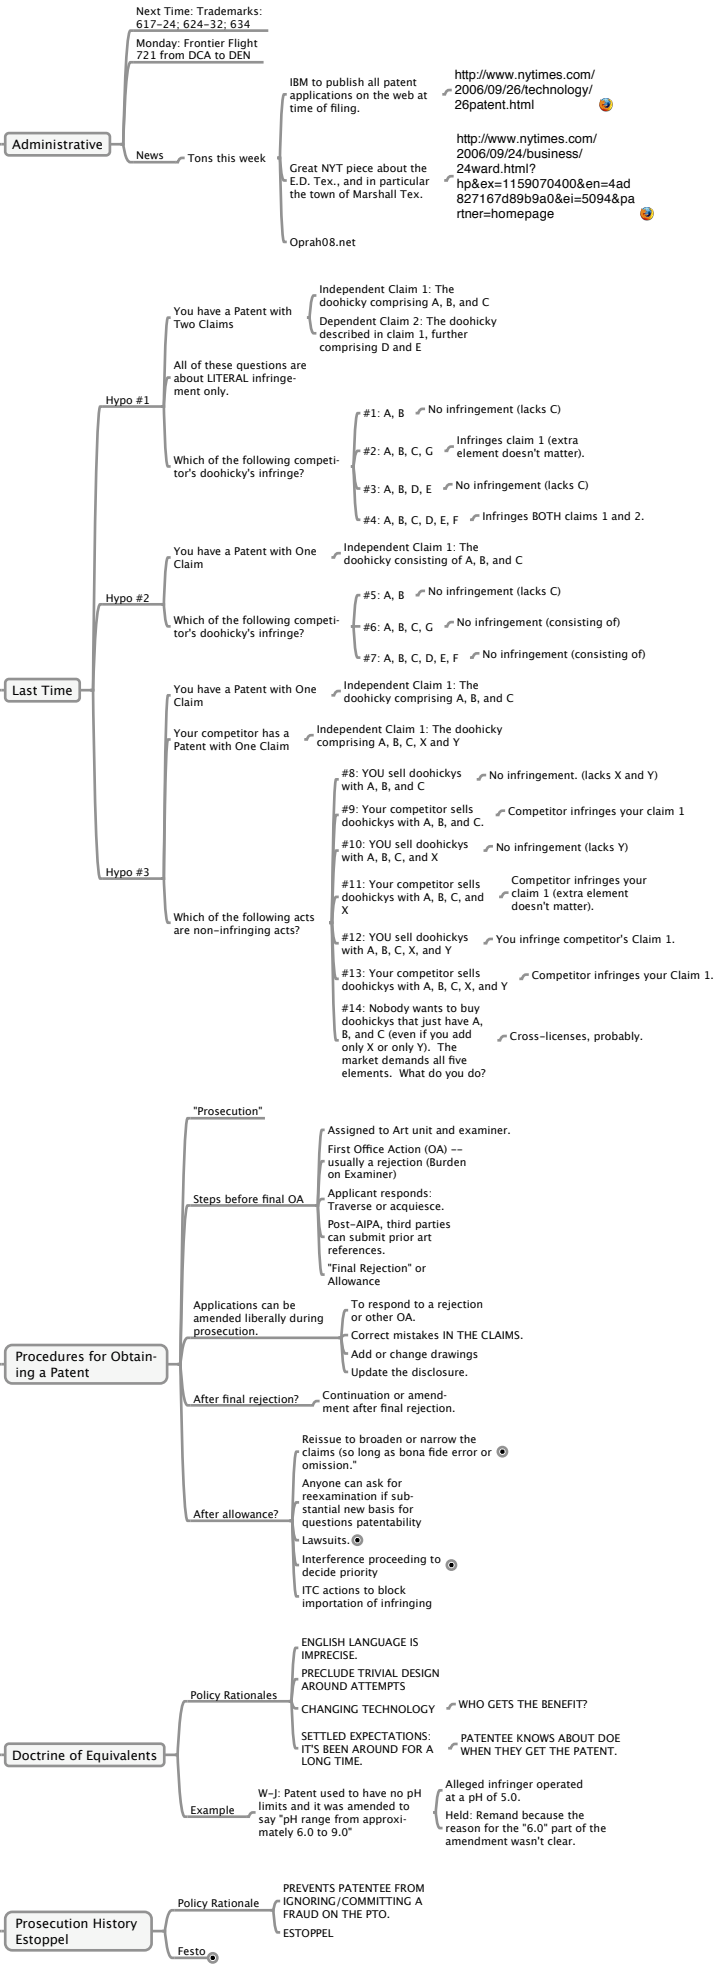 Next Time: Trademarks:
617-24; 624-32; 634
Monday: Frontier Flight
721 from DCA to DEN
Administrative
News
Tons this week
IBM to publish all patent
applications on the web at
time of filing.
http://www.nytimes.com/
2006/09/26/technology/
26patent.html
Great NYT piece about the
E.D. Tex., and in particular
the town of Marshall Tex.
http://www.nytimes.com/
2006/09/24/business/
24ward.html?
hp&ex=1159070400&en=4ad
827167d89b9a0&ei=5094&pa
rtner=homepage
Oprah08.net
Last Time
Hypo #1
You have a Patent with
Two Claims
Independent Claim 1: The
doohicky comprising A, B, and C
Dependent Claim 2: The doohicky
described in claim 1, further
comprising D and E
All of these questions are
about LITERAL infringe-
ment only.
Which of the following competi-
tor's doohicky's infringe?
#1: A, B
No infringement (lacks C)
#2: A, B, C, G
Infringes claim 1 (extra
element doesn't matter).
#3: A, B, D, E
No infringement (lacks C)
#4: A, B, C, D, E, F
Infringes BOTH claims 1 and 2.
Hypo #2
You have a Patent with One
Claim
Independent Claim 1: The
doohicky consisting of A, B, and C
Which of the following competi-
tor's doohicky's infringe?
#5: A, B
No infringement (lacks C)
#6: A, B, C, G
No infringement (consisting of)
#7: A, B, C, D, E, F
No infringement (consisting of)
Hypo #3
You have a Patent with One
Claim
Independent Claim 1: The
doohicky comprising A, B, and C
Your competitor has a
Patent with One Claim
Independent Claim 1: The doohicky
comprising A, B, C, X and Y
Which of the following acts
are non-infringing acts?
#8: YOU sell doohickys
with A, B, and C
No infringement. (lacks X and Y)
#9: Your competitor sells
doohickys with A, B, and C.
Competitor infringes your claim 1
#10: YOU sell doohickys
with A, B, C, and X
No infringement (lacks Y)
#11: Your competitor sells
doohickys with A, B, C, and
X
Competitor infringes your
claim 1 (extra element
doesn't matter).
#12: YOU sell doohickys
with A, B, C, X, and Y
You infringe competitor's Claim 1.
#13: Your competitor sells
doohickys with A, B, C, X, and Y
Competitor infringes your Claim 1.
#14: Nobody wants to buy
doohickys that just have A,
B, and C (even if you add
only X or only Y). The
market demands all five
elements. What do you do?
Cross-licenses, probably.
Procedures for Obtain-
ing a Patent
"Prosecution"
Steps before final OA
Assigned to Art unit and examiner.
First Office Action (OA) --
usually a rejection (Burden
on Examiner)
Applicant responds:
Traverse or acquiesce.
Post-AIPA, third parties
can submit prior art
references.
"Final Rejection" or
Allowance
Applications can be
amended liberally during
prosecution.
To respond to a rejection
or other OA.
Correct mistakes IN THE CLAIMS.
Add or change drawings
Update the disclosure.
After final rejection?
Continuation or amend-
ment after final rejection.
After allowance?
Reissue to broaden or narrow the
claims (so long as bona fide error or
omission."
Anyone can ask for
reexamination if sub-
stantial new basis for
questions patentability
Lawsuits.
Interference proceeding to
decide priority
ITC actions to block
importation of infringing
Doctrine of Equivalents
Policy Rationales
ENGLISH LANGUAGE IS
IMPRECISE.
PRECLUDE TRIVIAL DESIGN
AROUND ATTEMPTS
CHANGING TECHNOLOGY
WHO GETS THE BENEFIT?
SETTLED EXPECTATIONS:
IT'S BEEN AROUND FOR A
LONG TIME.
PATENTEE KNOWS ABOUT DOE
WHEN THEY GET THE PATENT.
Example
W-J: Patent used to have no pH
limits and it was amended to
say "pH range from approxi-
mately 6.0 to 9.0"
Alleged infringer operated
at a pH of 5.0.
Held: Remand because the
reason for the "6.0" part of the
amendment wasn't clear.
Prosecution History
Estoppel
Policy Rationale
PREVENTS PATENTEE FROM
IGNORING/COMMITTING A
FRAUD ON THE PTO.
ESTOPPEL
Festo